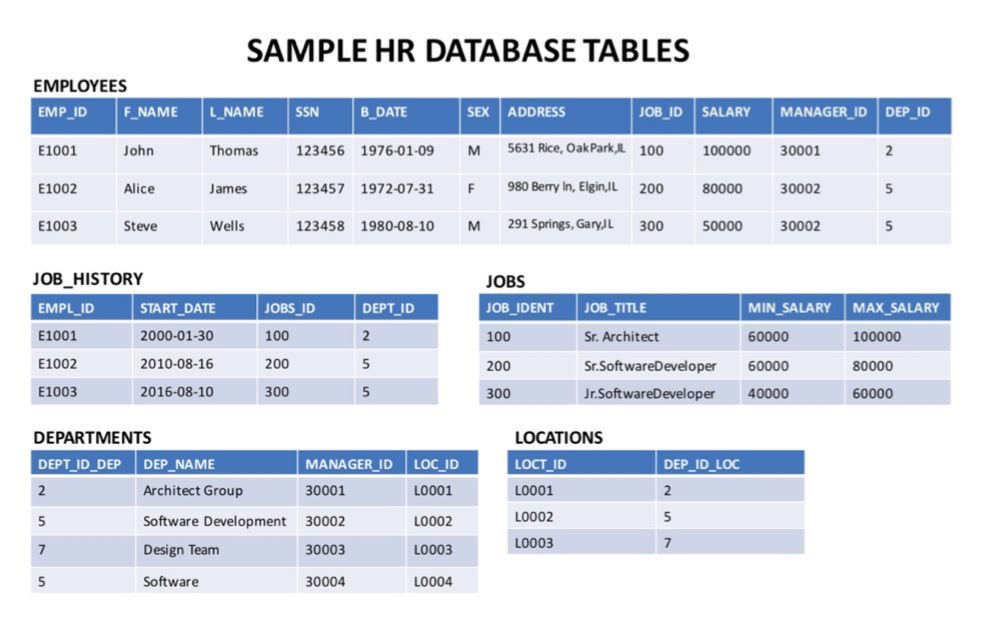 SAMPLE HR DATABASE TABLES
EMPLOYEES
EMP_ID F_NAME L_NAME SSN B_DATE SEX ADDRESS JOB_ID SALARY MANAGER_ID DEP_ID
E1001 John Thomas 123456 1976-01-09 M 5631 Rice, OakPark,IL 100 100000 30001 2
E1002 Alice James 123457 1972-07-31 F 980 Berry ln, Elgin,IL 200 80000 30002 5
E1003 Steve Wells 123458 1980-08-10 M 291 Springs, Gary,IL 300 50000 30002 5
JOB_HISTORY
EMPL_ID START_DATE JOBS_ID DEPT_ID
E1001 2000-01-30 100 2
E1002 2010-08-16 200 5
E1003 2016-08-10 300 5
JOBS
JOB_IDENT JOB_TITLE MIN_SALARY MAX_SALARY
100 Sr. Architect 60000 100000
200 Sr.SoftwareDeveloper 60000 80000
300 Jr.SoftwareDeveloper 40000 60000
DEPARTMENTS
DEPT_ID_DEP DEP_NAME MANAGER_ID LOC_ID
2 Architect Group 30001 L0001
5 Software Development 30002 L0002
7 Design Team 30003 L0003
5 Software 30004 L0004
LOCATIONS
LOCT_ID DEP_ID_LOC
L0001 2
L0002 5
L0003 7